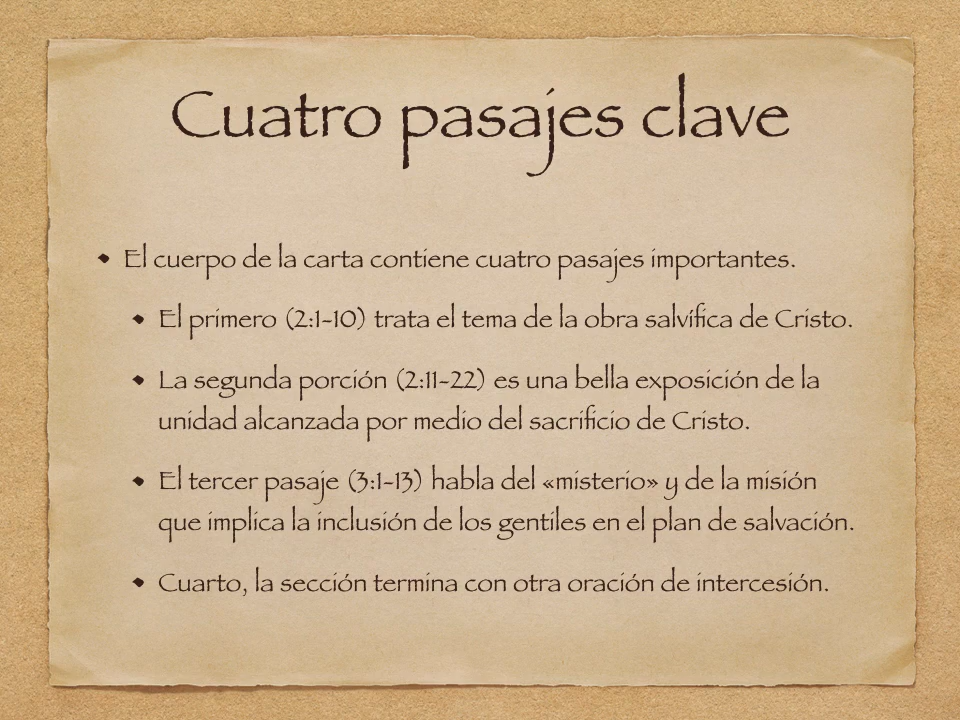 Cuatro pasajes clave
El cuerpo de la carta contiene cuatro pasajes importantes.
El primero (2:1-10) trata el tema de la obra salvífica de Cristo.
La segunda porción (2:11-22) es una bella exposición de la
unidad alcanzada por medio del sacrificio de Cristo.
El tercer pasaje (3:1-13) habla del «misterio» y de la misión
que implica la inclusión de los gentiles en el plan de salvación.
Cuarto, la sección termina con otra oración de intercesión.